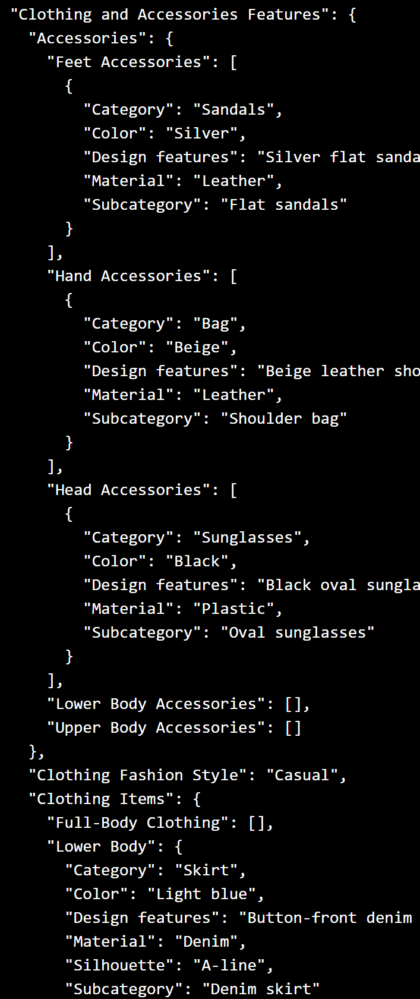 "Clothing and Accessories Features": {
  "Accessories": {
    "Feet Accessories": [
      {
        "Category": "Sandals",
        "Color": "Silver",
        "Design features": "Silver flat sanda
        "Material": "Leather",
        "Subcategory": "Flat sandals"
      }
    ],
    "Hand Accessories": [
      {
        "Category": "Bag",
        "Color": "Beige",
        "Design features": "Beige leather sho
        "Material": "Leather",
        "Subcategory": "Shoulder bag"
      }
    ],
    "Head Accessories": [
      {
        "Category": "Sunglasses",
        "Color": "Black",
        "Design features": "Black oval sungla
        "Material": "Plastic",
        "Subcategory": "Oval sunglasses"
      }
    ],
    "Lower Body Accessories": [],
    "Upper Body Accessories": []
  },
  "Clothing Fashion Style": "Casual",
  "Clothing Items": {
    "Full-Body Clothing": [],
    "Lower Body": {
      "Category": "Skirt",
      "Color": "Light blue",
      "Design features": "Button-front denim
      "Material": "Denim",
      "Silhouette": "A-line",
      "Subcategory": "Denim skirt"